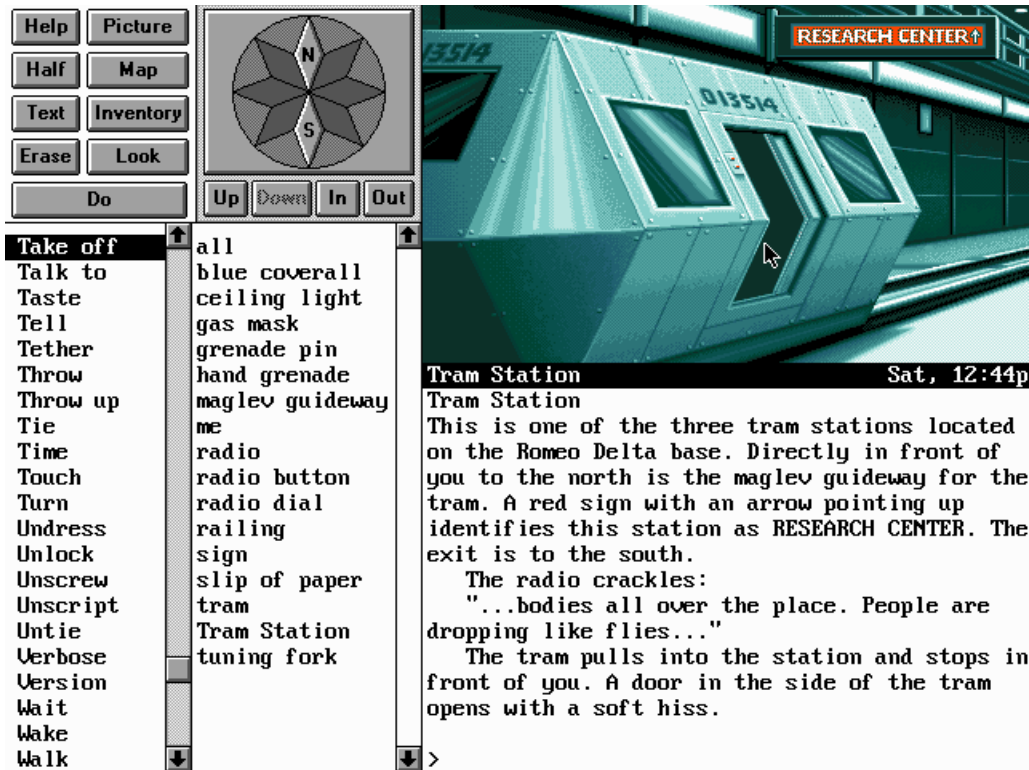 Help
Picture
Half
Map
Text
Inventory
Erase
Look
Do
N
S
Up
Down
In
Out
Take off
Talk to
Taste
Tell
Tether
Throw
Throw up
Tie
Time
Touch
Turn
Undress
Unlock
Unscrew
Unscript
Untie
Verbose
Version
Wait
Wake
Walk
all
blue coverall
ceiling light
gas mask
grenade pin
hand grenade
maglev guideway
me
radio
radio button
radio dial
railing
sign
slip of paper
tram
Tram Station
tuning fork
RESEARCH CENTER↑
13514
013514
Tram Station Sat, 12:44p
Tram Station
This is one of the three tram stations located
on the Romeo Delta base. Directly in front of
you to the north is the maglev guideway for the
tram. A red sign with an arrow pointing up
identifies this station as RESEARCH CENTER. The
exit is to the south.
The radio crackles:
"...bodies all over the place. People are
dropping like flies..."
The tram pulls into the station and stops in
front of you. A door in the side of the tram
opens with a soft hiss.
>